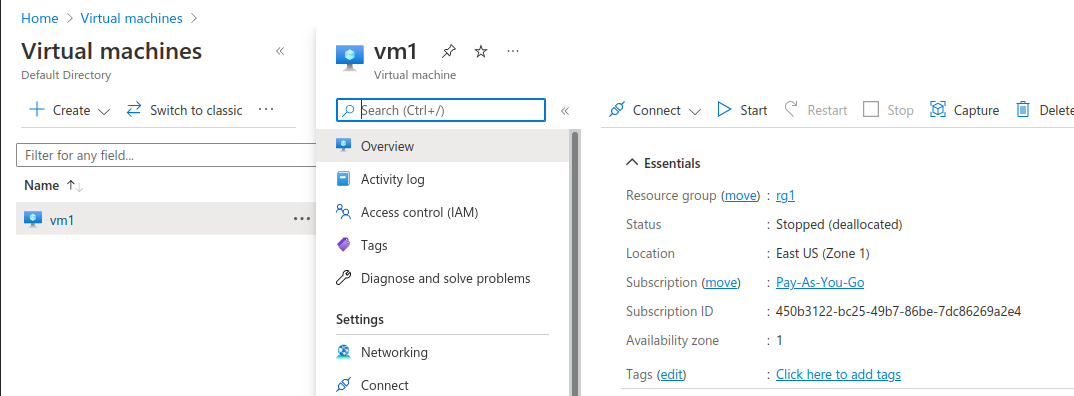 Home > Virtual machines >
Virtual machines «
Default Directory
+ Create Switch to classic ...
Filter for any field...
Name ↑↓
vm1 ...
vm1 ...
Virtual machine
Search (Ctrl+/) «
Overview
Activity log
Access control (IAM)
Tags
Diagnose and solve problems
Settings
Networking
Connect
Connect Start Restart Stop Capture Delete
Essentials
Resource group (move) : rg1
Status : Stopped (deallocated)
Location : East US (Zone 1)
Subscription (move) : Pay-As-You-Go
Subscription ID : 450b3122-bc25-49b7-86be-7dc86269a2e4
Availability zone : 1
Tags (edit) : Click here to add tags